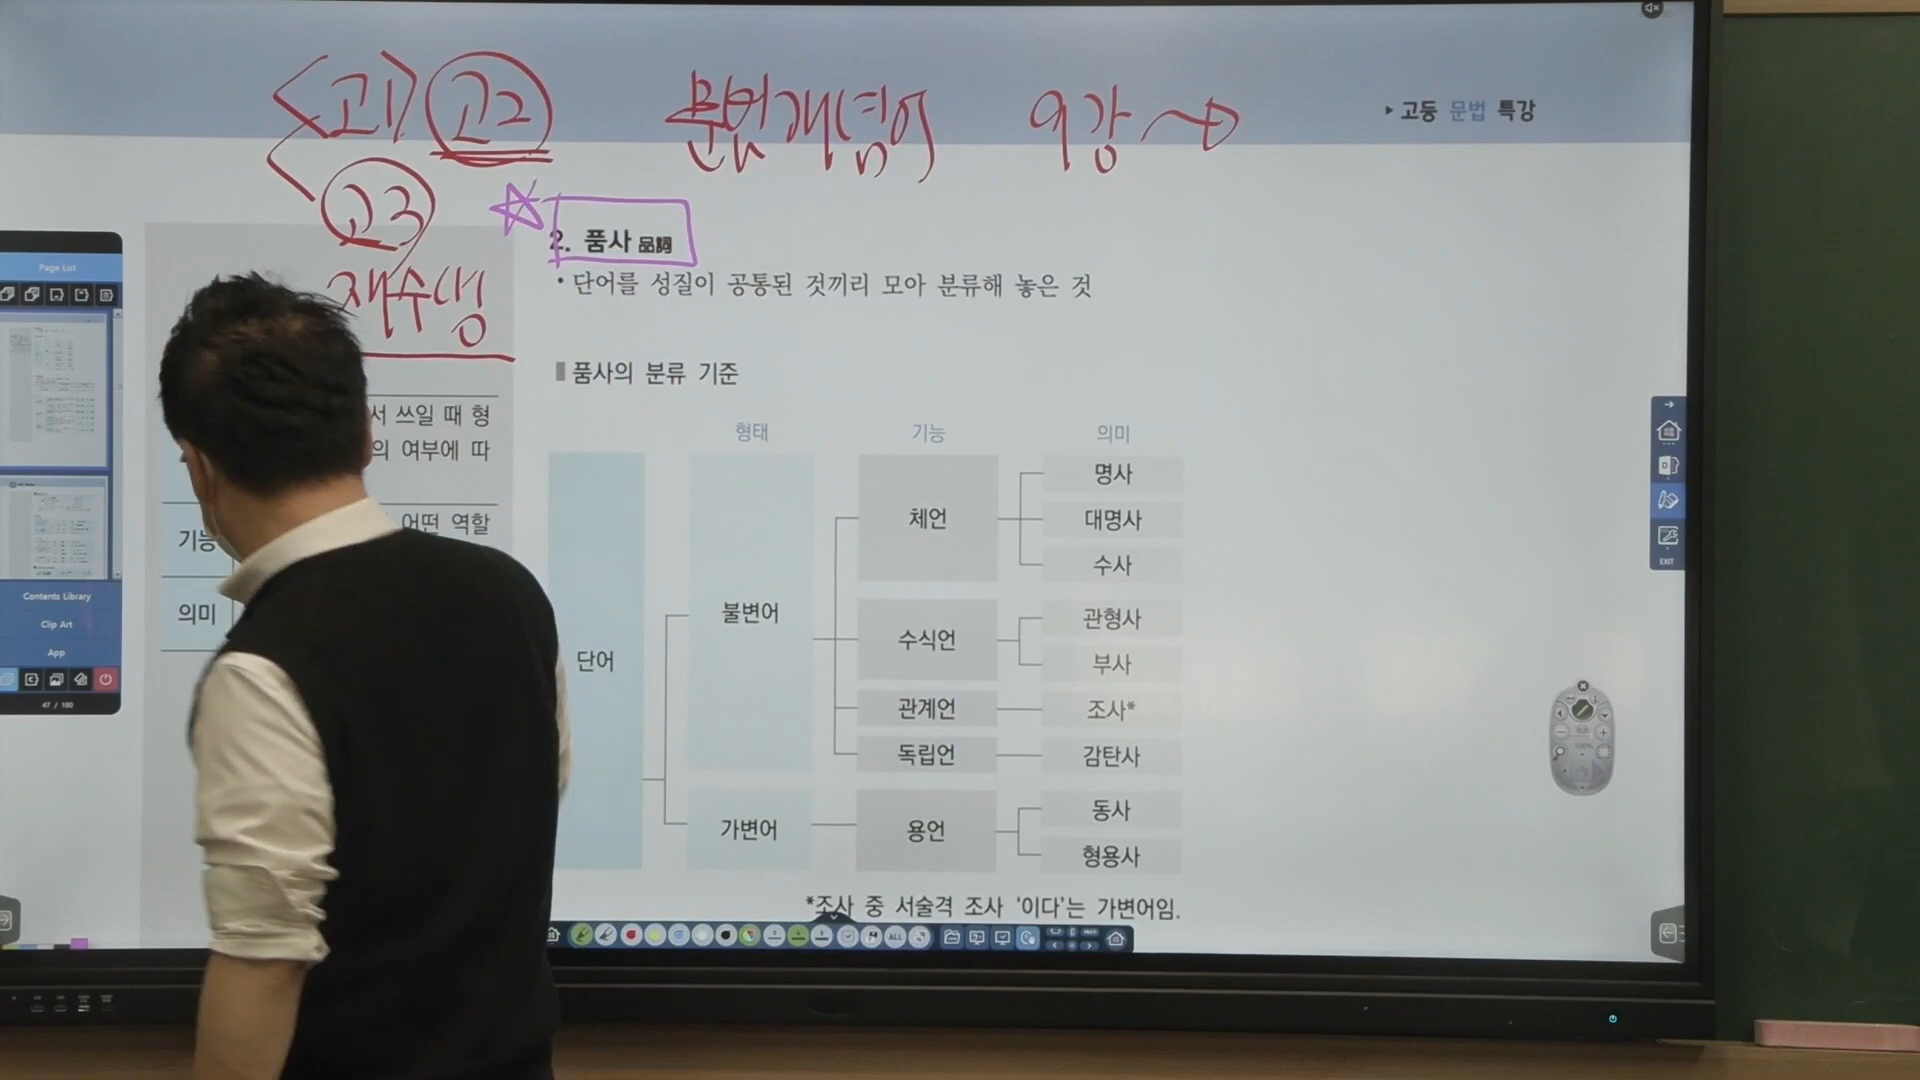 <고1> 고2 문법개념어 9강
▸고등 문법 특강
고3
재수생
2. 품사 品詞
• 단어를 성질이 공통된 것끼리 모아 분류해 놓은 것
품사의 분류 기준
서 쓰일 때 형
의 여부에 따
어떤 역할
기능
의미
형태 기능 의미
단어
불변어
체언
명사
대명사
수사
수식언
관형사
부사
관계언
조사*
독립언
감탄사
가변어
용언
동사
형용사
*조사 중 서술격 조사 '이다'는 가변어임.
Page List
Contents Library
Clip Art
App
47 / 100
EXIT
ALL
100%